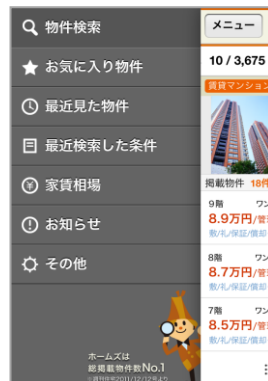 物件検索
お気に入り物件
最近見た物件
最近検索した条件
家賃相場
お知らせ
その他
ホームズは
総掲載物件数No.1
メニュー
10 / 3,675
賃貸マンション
掲載物件 18件
9階 ワン
8.9万円/管
敷/礼/保証/償却
8階 ワン
8.7万円/管
敷/礼/保証/償却
7階 ワン
8.5万円/管
敷/礼/保証/償却